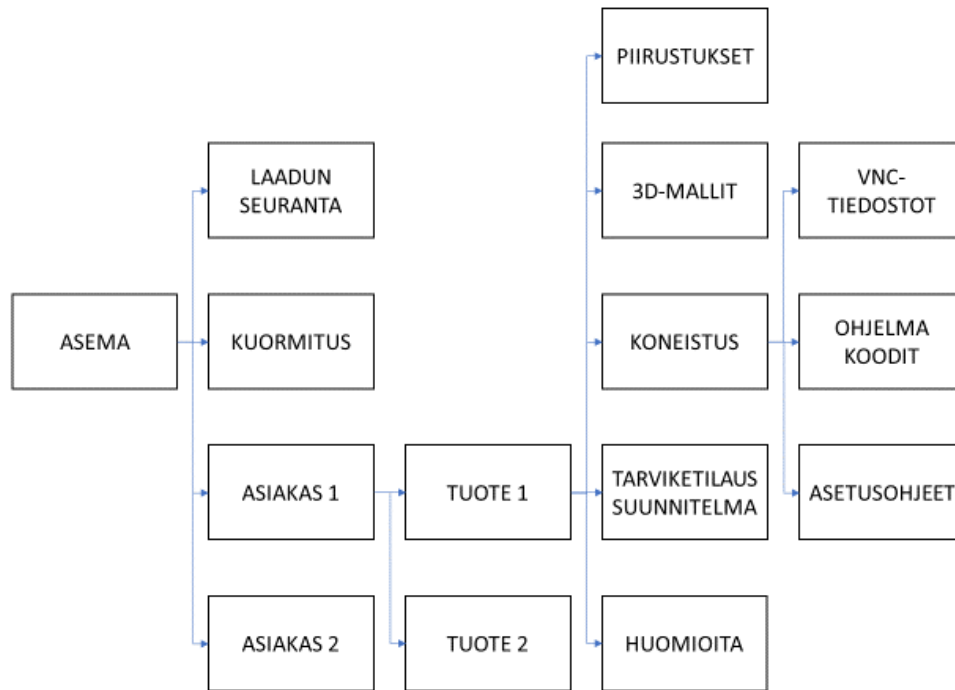 PIIRUSTUKSET
LAADUN
SEURANTA
3D-MALLIT
VNC-
TIEDOSTOT
ASEMA
KUORMITUS
KONEISTUS
OHJELMA
KOODIT
ASIAKAS 1
TUOTE 1
TARVIKETILAUS
SUUNNITELMA
ASETUSOHJEET
ASIAKAS 2
TUOTE 2
HUOMIOITA